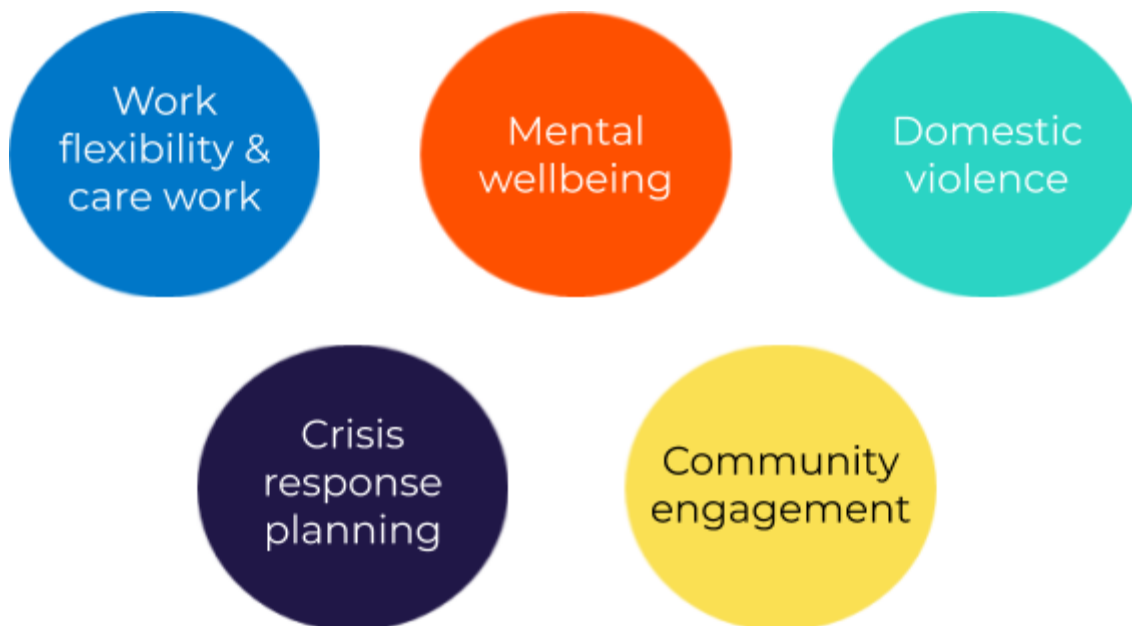 Work
flexibility &
care work
Mental
wellbeing
Domestic
violence
Crisis
response
planning
Community
engagement